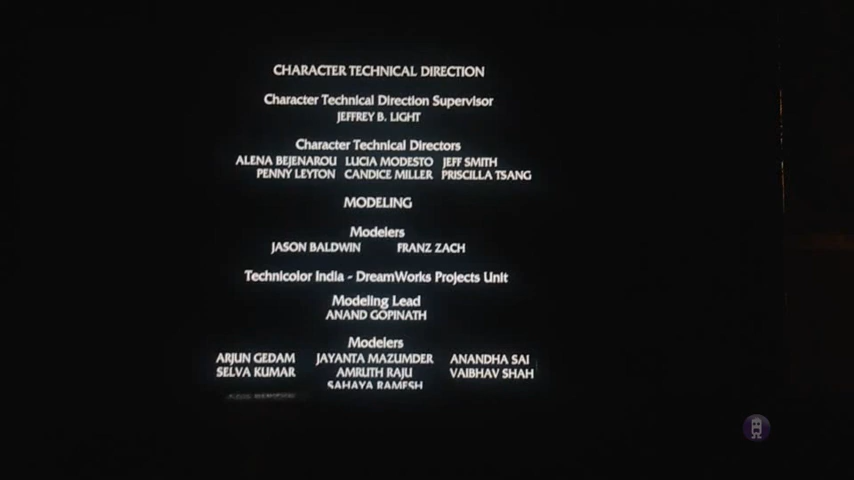 CHARACTER TECHNICAL DIRECTION
Character Technical Direction Supervisor
JEFFREY B. LIGHT
Character Technical Directors
ALENA BEJENAROU LUCIA MODESTO JEFF SMITH
PENNY LEYTON CANDICE MILLER PRISCILLA TSANG
MODELING
Modelers
JASON BALDWIN FRANZ ZACH
Technicolor India - DreamWorks Projects Unit
Modeling Lead
ANAND GOPINATH
Modelers
ARJUN GEDAM JAYANTA MAZUMDER ANANDHA SAI
SELVA KUMAR AMRUTH RAJU VAIBHAV SHAH
SAHAYA RAMESH